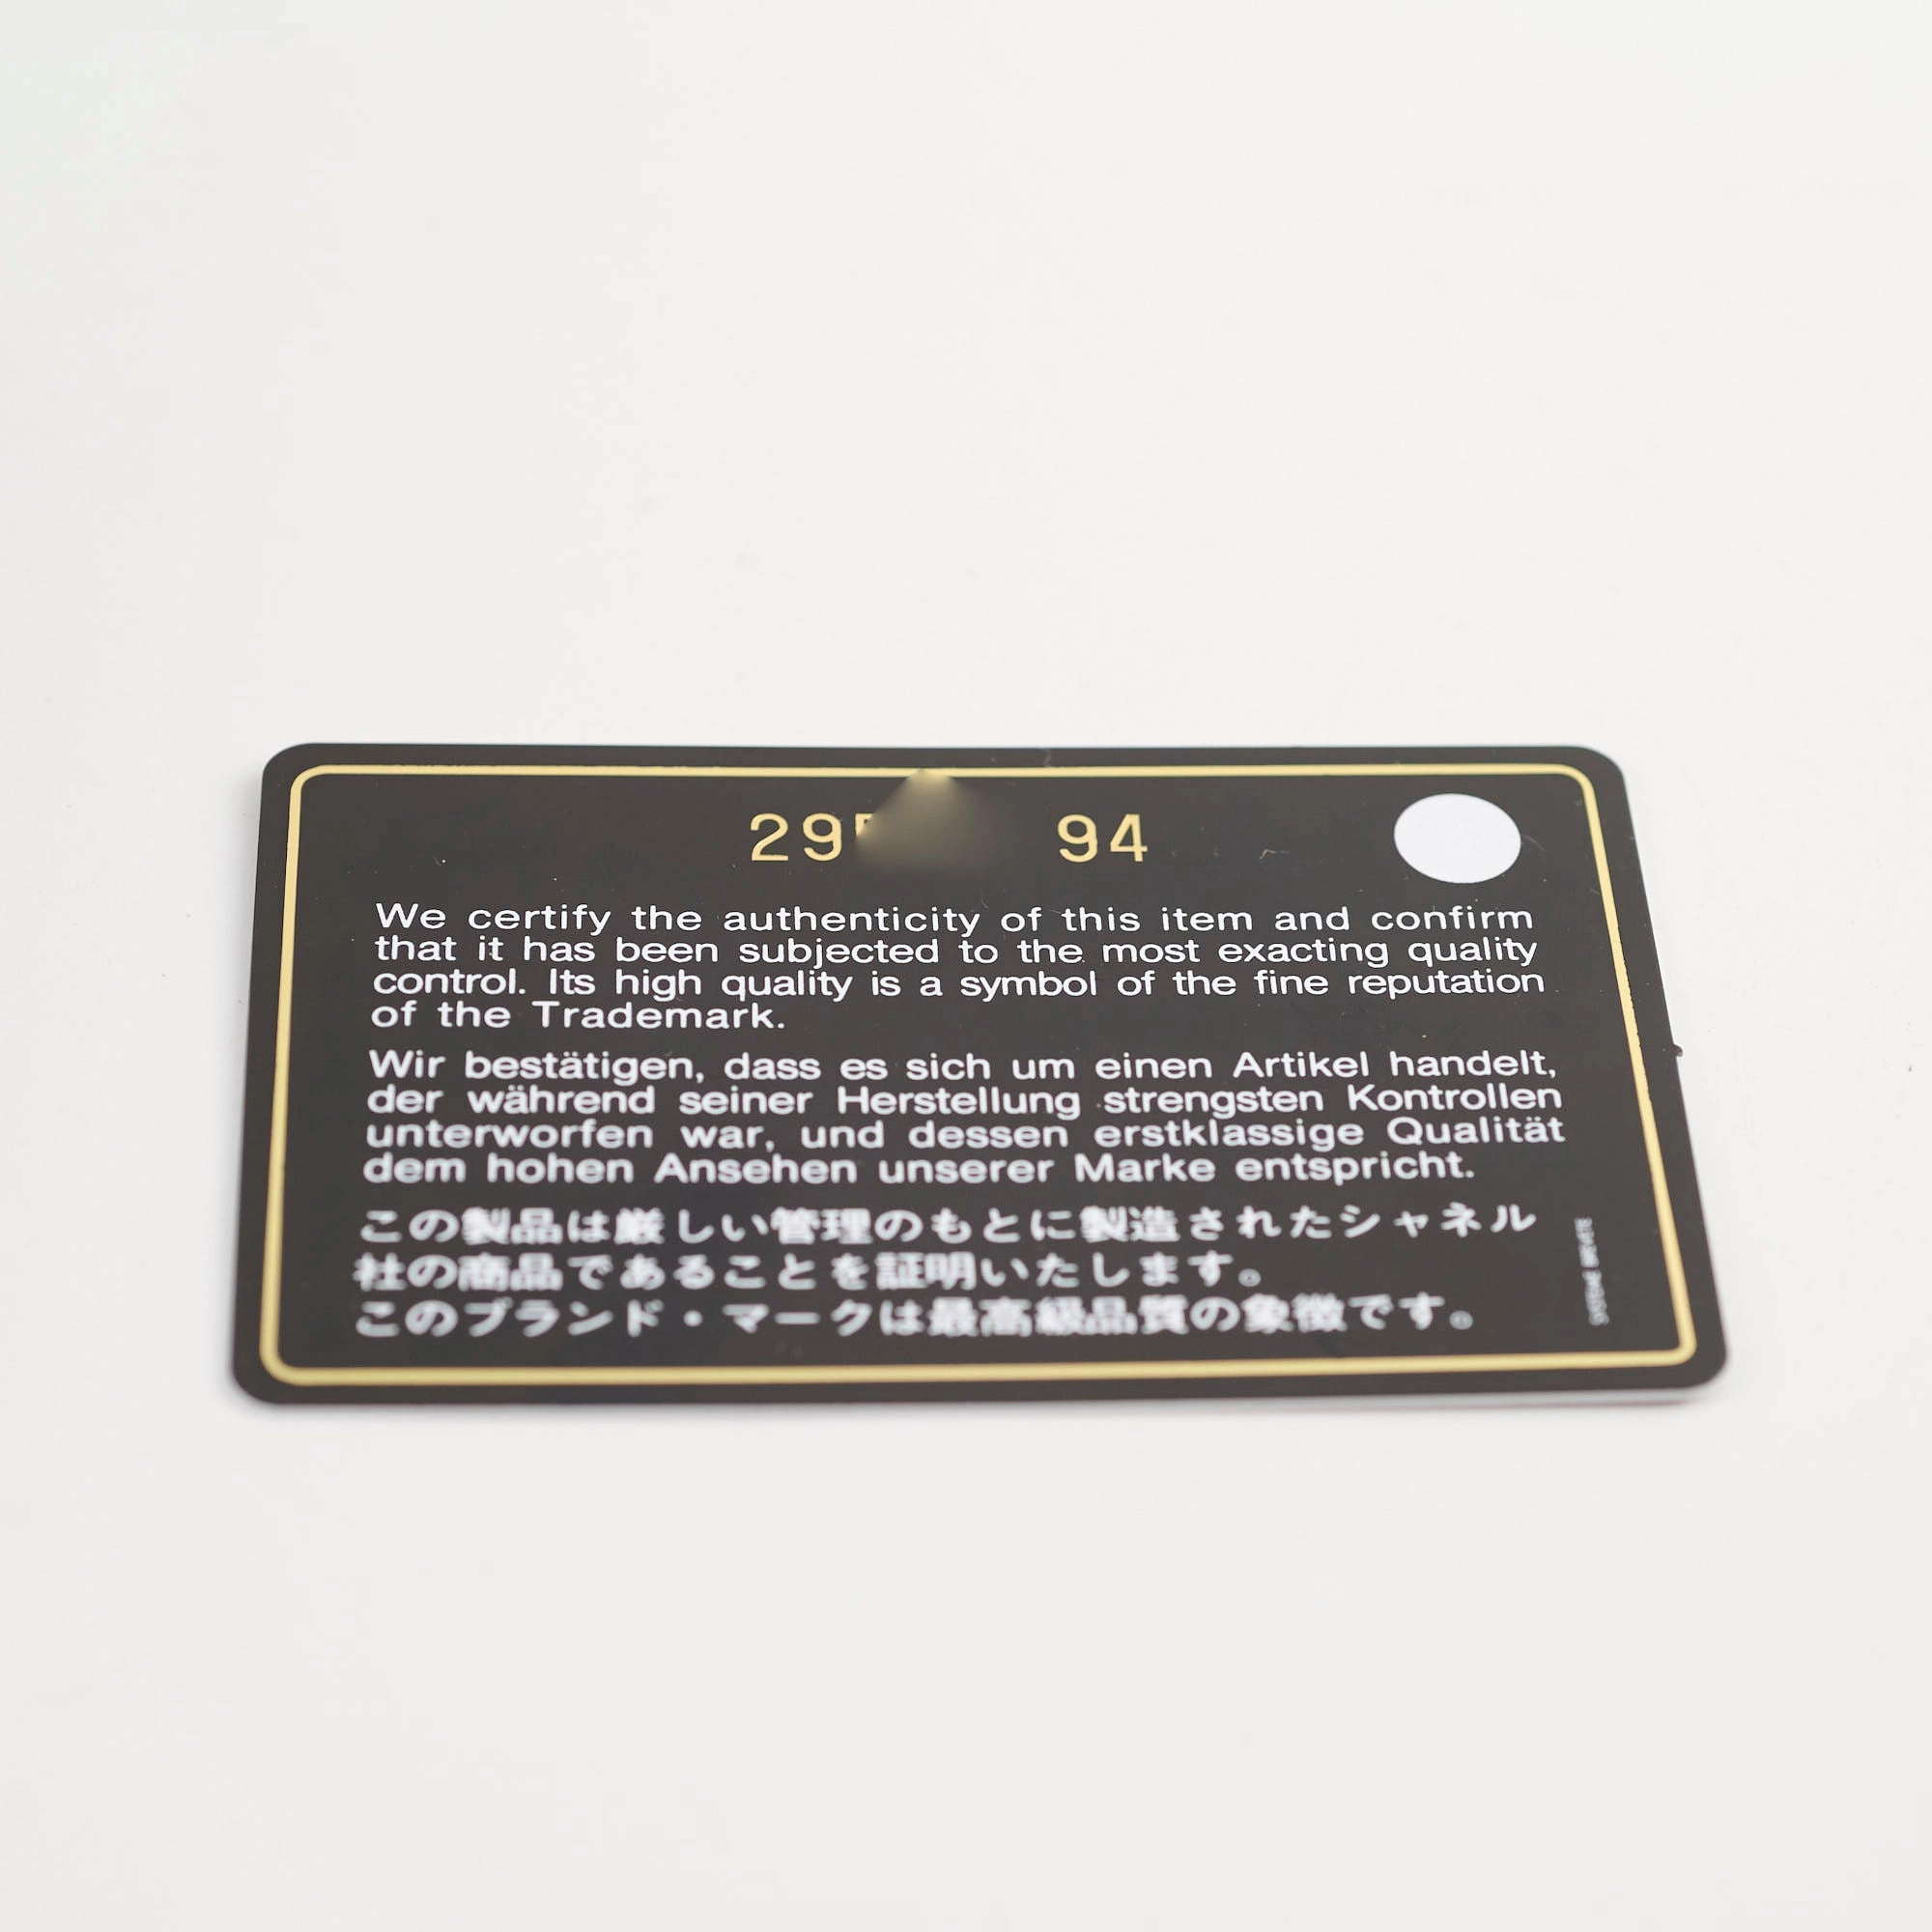 29 94
We certify the authenticity of this item and confirm
that it has been subjected to the most exacting quality
control. Its high quality is a symbol of the fine reputation
of the Trademark.
Wir bestätigen, dass es sich um einen Artikel handelt,
der während seiner Herstellung strengsten Kontrollen
unterworfen war, und dessen erstklassige Qualität
dem hohen Ansehen unserer Marke entspricht.
この製品は厳しい管理のもとに製造されたシャネル
社の商品であることを証明いたします。
このブランド・マークは最高級品質の象徴です。